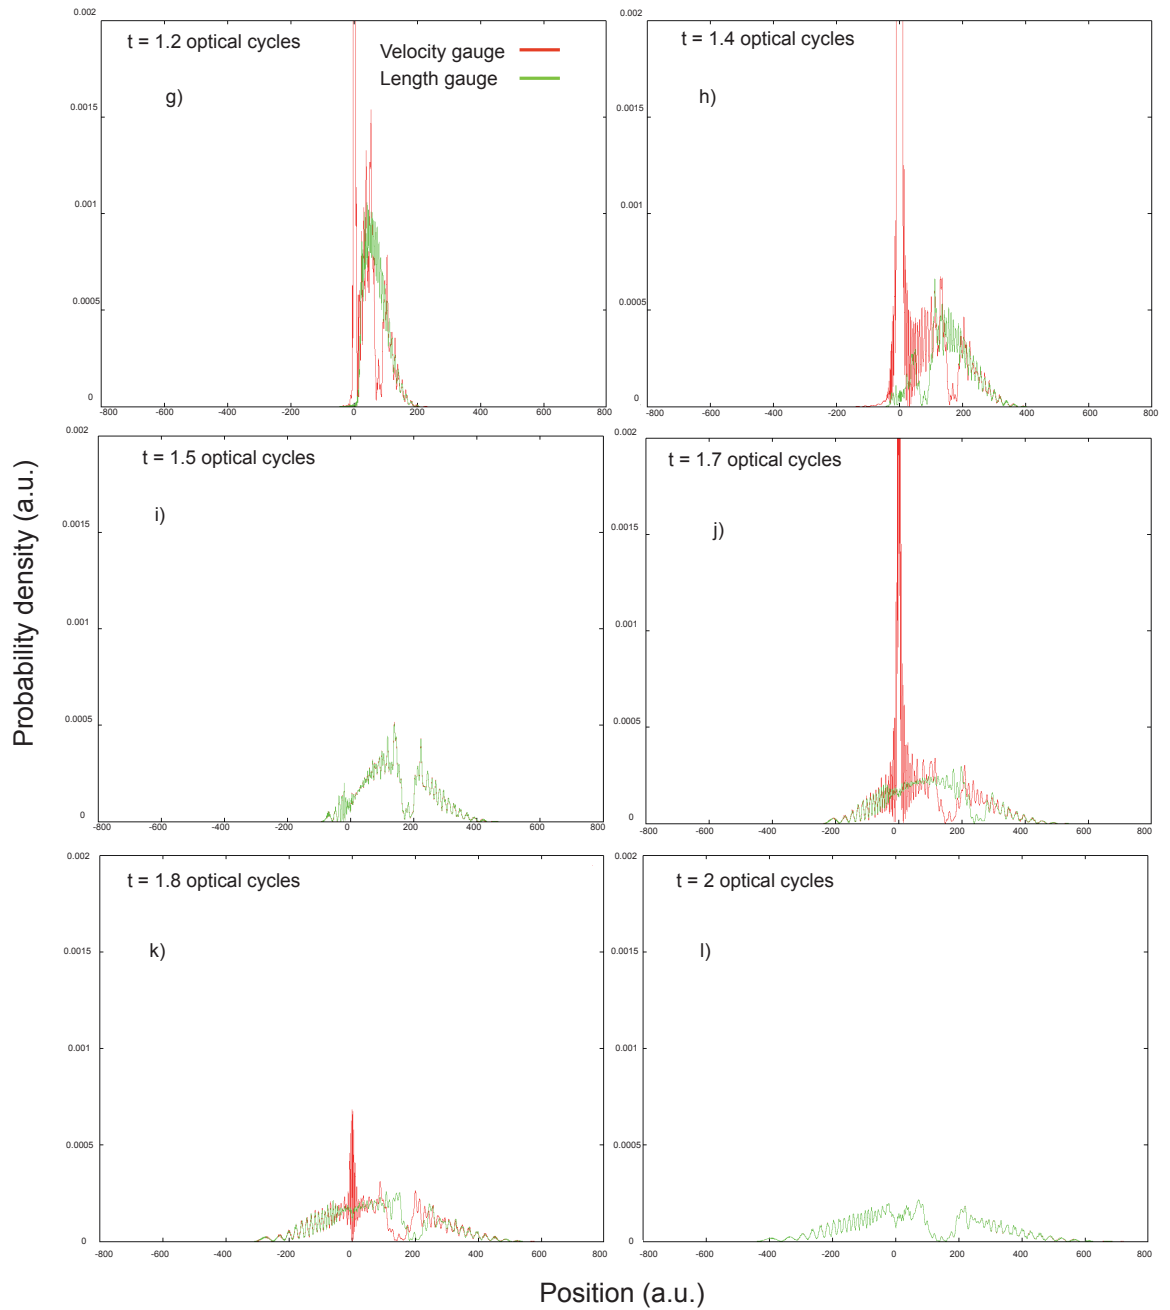 t = 1.2 optical cycles
Velocity gauge
Length gauge
g)
0.002
0.0015
0.001
0.0005
0
-800 -600 -400 -200 0 200 400 600 800
t = 1.4 optical cycles
h)
0.002
0.0015
0.001
0.0005
0
-800 -600 -400 -200 0 200 400 600 800
t = 1.5 optical cycles
i)
0.002
0.0015
0.001
0.0005
0
-800 -600 -400 -200 0 200 400 600 800
t = 1.7 optical cycles
j)
0.002
0.0015
0.001
0.0005
0
-800 -600 -400 -200 0 200 400 600 800
Probability density (a.u.)
t = 1.8 optical cycles
k)
0.002
0.0015
0.001
0.0005
0
-800 -600 -400 -200 0 200 400 600 800
t = 2 optical cycles
l)
0.002
0.0015
0.001
0.0005
0
-800 -600 -400 -200 0 200 400 600 800
Position (a.u.)